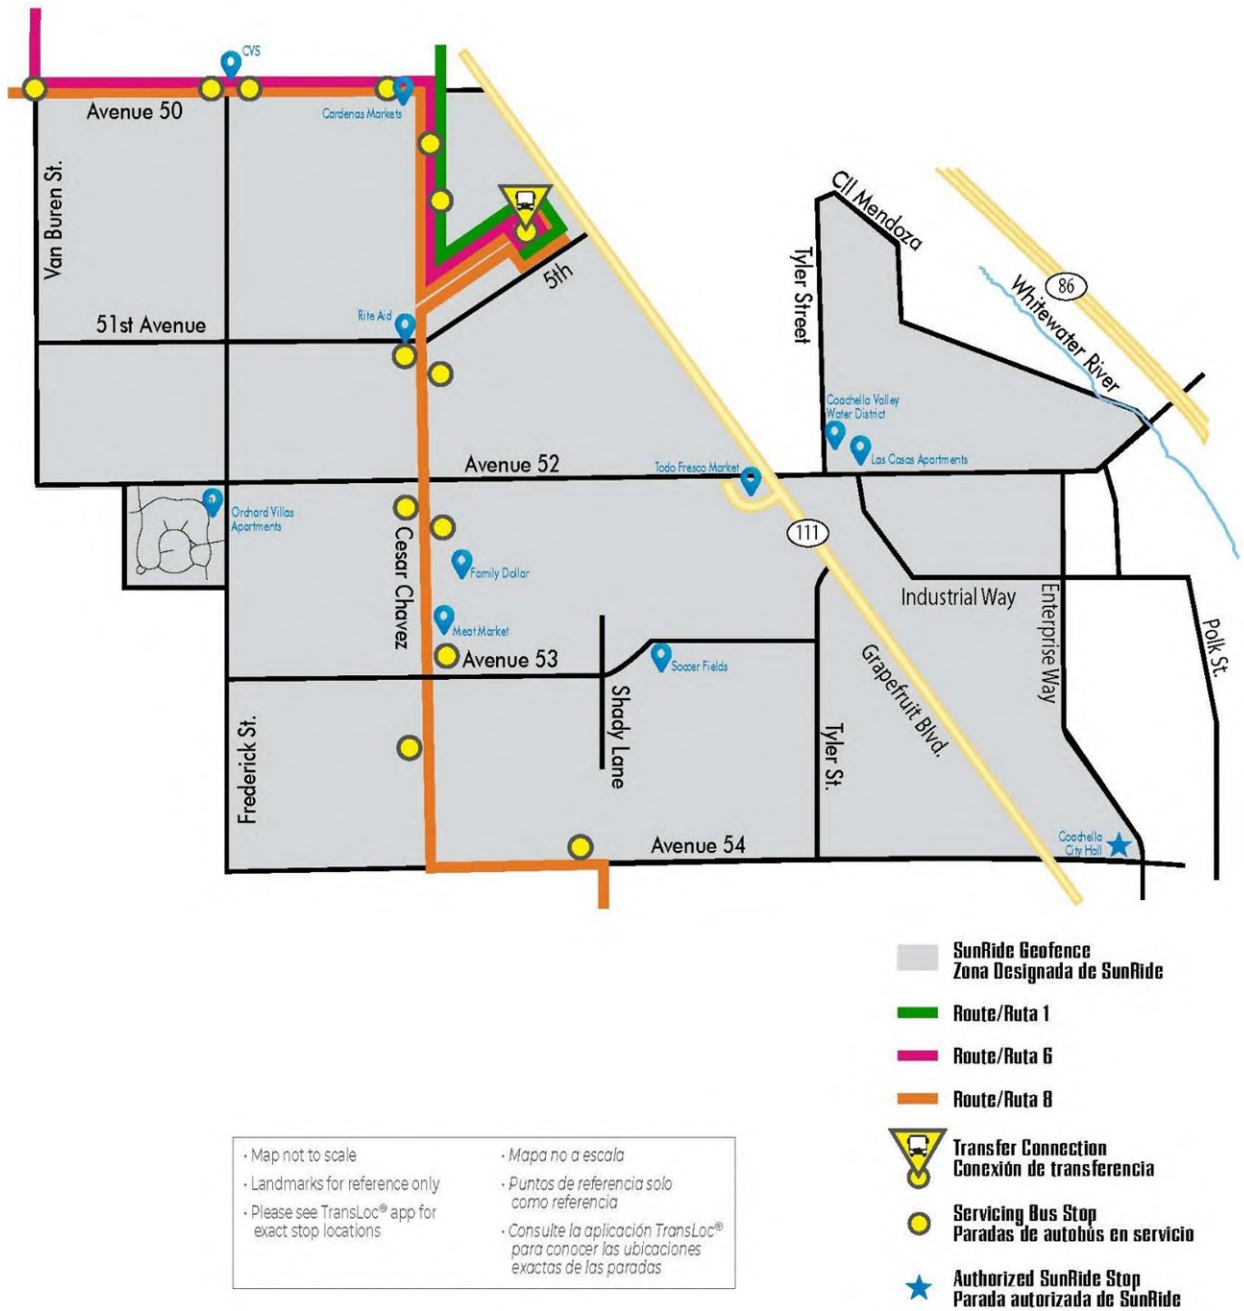 CVS
Avenue 50
Cardenas Markets
Van Buren St.
Cll Mendoza
Tyler Street
5th
86
Whitewater River
51st Avenue
Rite Aid
Coachella Valley
Water District
Las Casas Apartments
Avenue 52
Todo Fresco Market
Orchard Villas
Apartments
111
Cesar Chavez
Family Dollar
Industrial Way
Enterprise Way
Polk St.
Meat Market
Avenue 53
Soccer Fields
Grapefruit Blvd.
Shady Lane
Tyler St.
Frederick St.
Avenue 54
Coachella
City Hall
SunRide Geofence
Zona Designada de SunRide
Route/Ruta 1
Route/Ruta 6
Route/Ruta 8
Transfer Connection
Conexión de transferencia
Servicing Bus Stop
Paradas de autobús en servicio
Authorized SunRide Stop
Parada autorizada de SunRide
· Map not to scale
· Landmarks for reference only
· Please see TransLoc® app for
exact stop locations
· Mapa no a escala
· Puntos de referencia solo
como referencia
· Consulte la aplicación TransLoc®
para conocer las ubicaciones
exactas de las paradas